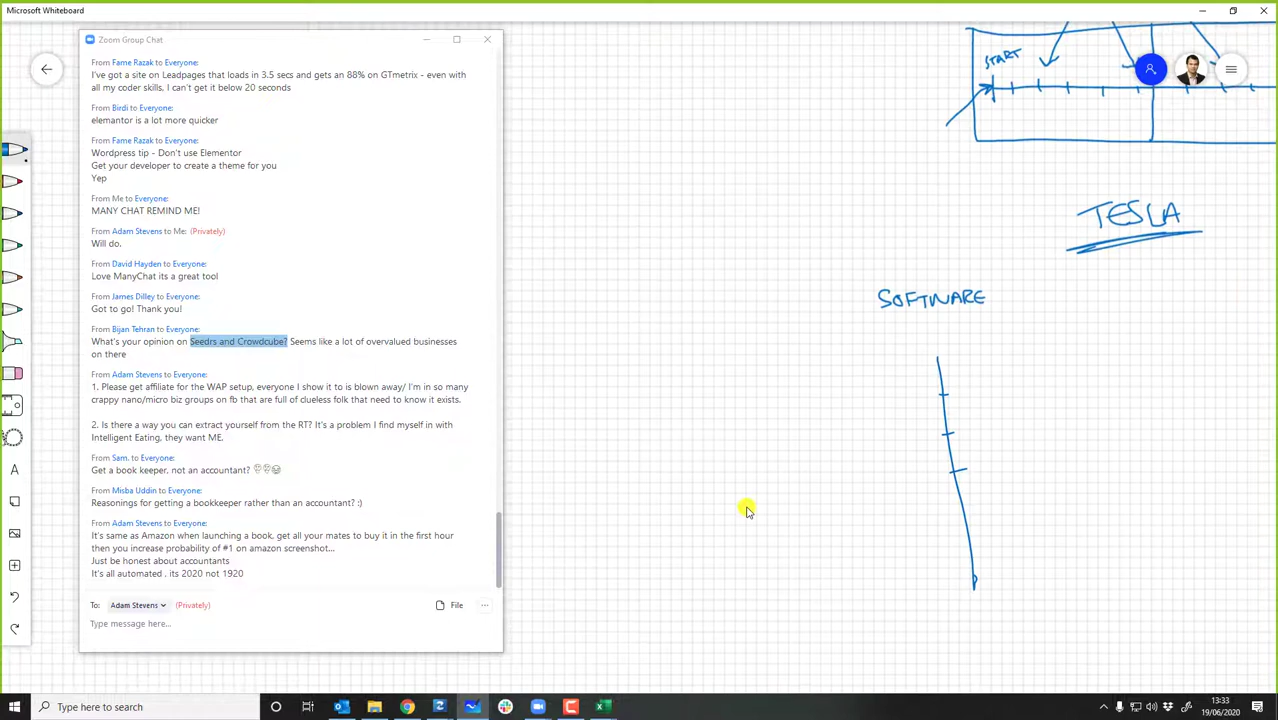 Microsoft Whiteboard
Zoom Group Chat
From Fame Razak to Everyone:
I've got a site on Leadpages that loads in 3.5 secs and gets an 88% on GTmetrix - even with
all my coder skills, I can't get it below 20 seconds
From Birdi to Everyone:
elemantor is a lot more quicker
From Fame Razak to Everyone:
Wordpress tip - Don't use Elementor
Get your developer to create a theme for you
Yep
From Me to Everyone:
MANY CHAT REMIND ME!
From Adam Stevens to Me: (Privately)
Will do.
From David Hayden to Everyone:
Love ManyChat its a great tool
From James Dilley to Everyone:
Got to go! Thank you!
From Bijan Tehran to Everyone:
What's your opinion on Seedrs and Crowdcube? Seems like a lot of overvalued businesses
on there
From Adam Stevens to Everyone:
1. Please get affiliate for the WAP setup, everyone I show it to is blown away/ I'm in so many
crappy nano/micro biz groups on fb that are full of clueless folk that need to know it exists.
2. Is there a way you can extract yourself from the RT? It's a problem I find myself in with
Intelligent Eating, they want ME.
From Sam. to Everyone:
Get a book keeper, not an accountant?
From Misba Uddin to Everyone:
Reasonings for getting a bookkeeper rather than an accountant? :)
From Adam Stevens to Everyone:
It's same as Amazon when launching a book, get all your mates to buy it in the first hour
then you increase probability of #1 on amazon screenshot...
Just be honest about accountants
It's all automated . its 2020 not 1920
To: Adam Stevens (Privately)
File
Type message here...
START
TESLA
SOFTWARE
Type here to search
13:33
19/06/2020